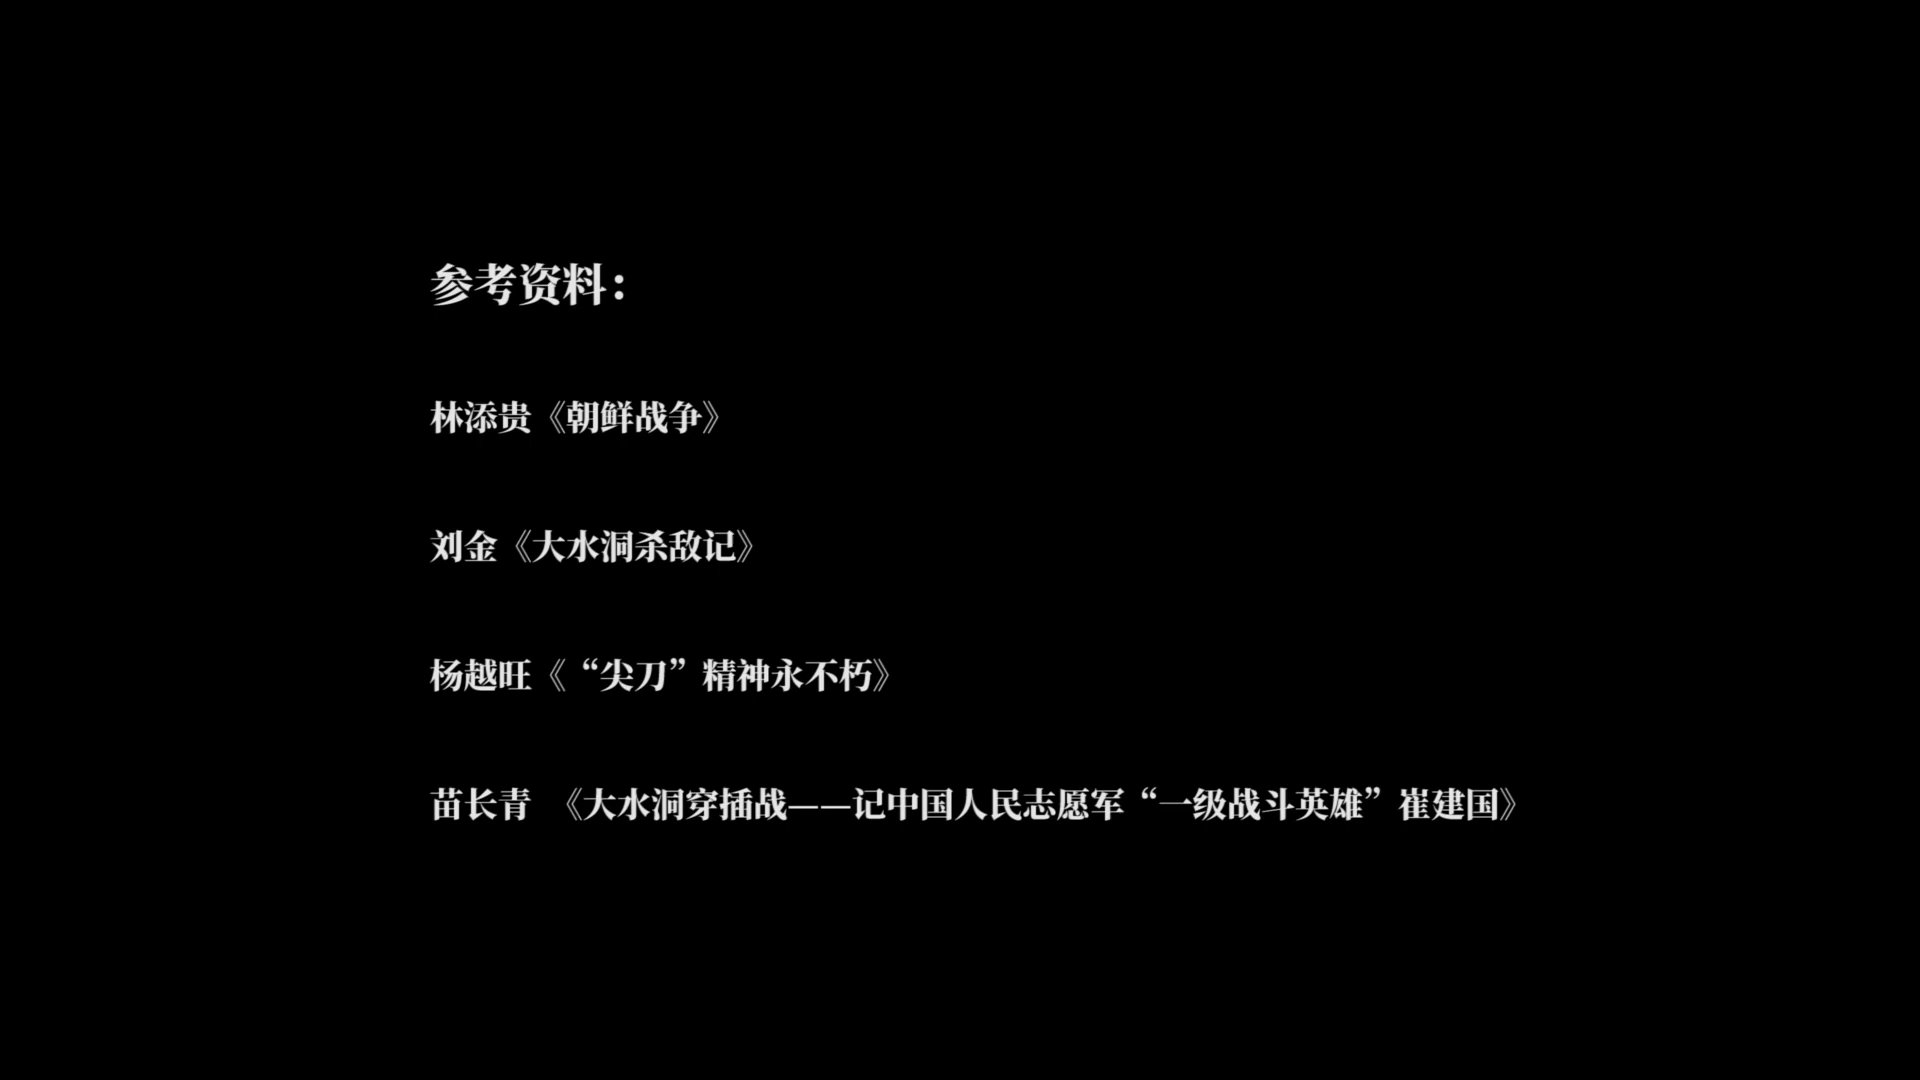 参考资料：
林添贵《朝鲜战争》
刘金《大水洞杀敌记》
杨越旺《“尖刀”精神永不朽》
苗长青 《大水洞穿插战——记中国人民志愿军“一级战斗英雄”崔建国》